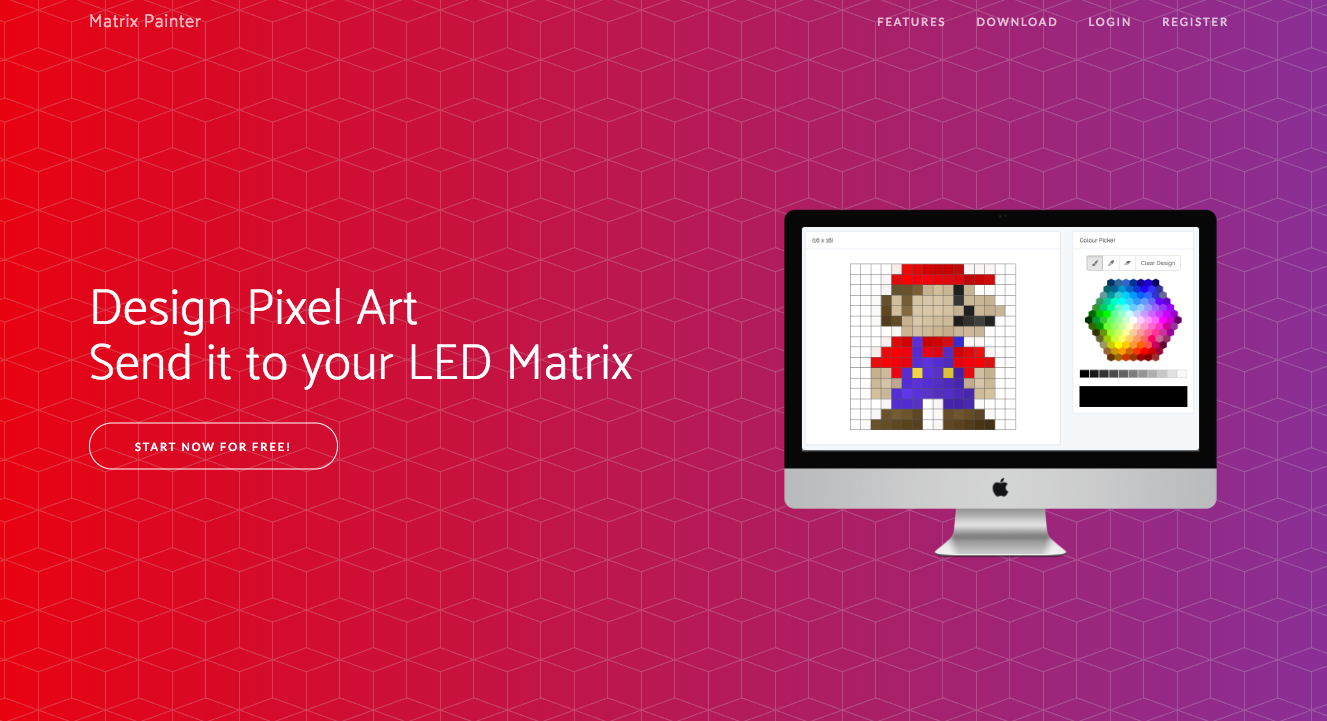 Matrix Painter
FEATURES
DOWNLOAD
LOGIN
REGISTER
Design Pixel Art
Send it to your LED Matrix
START NOW FOR FREE!
(16 x 16)
Colour Picker
Clear Design